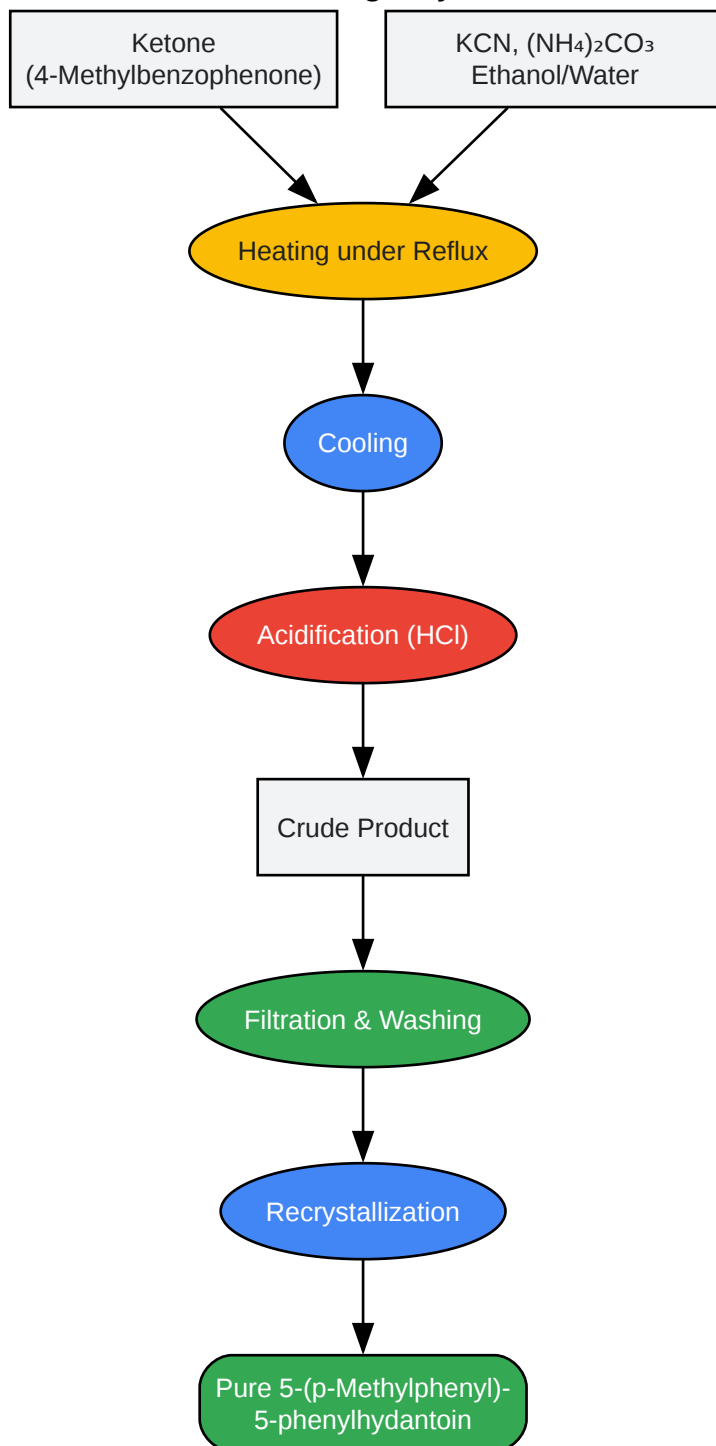 Ketone
(4-Methylbenzophenone)
KCN, (NH₄)₂CO₃
Ethanol/Water
Heating under Reflux
Cooling
Acidification (HCl)
Crude Product
Filtration & Washing
Recrystallization
Pure 5-(p-Methylphenyl)-
5-phenylhydantoin